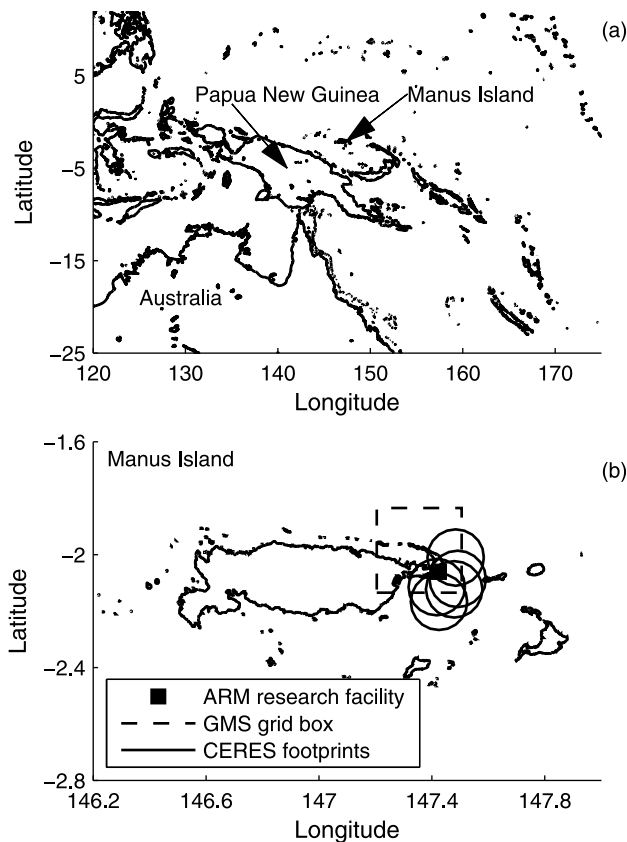 (a)
5
Papua New Guinea
Manus Island
−5
−15
Australia
−25
120
130
140
150
160
170
Latitude
Longitude
−1.6
Manus Island
(b)
−2
−2.4
ARM research facility
GMS grid box
CERES footprints
−2.8
146.2
146.6
147
147.4
147.8
Latitude
Longitude